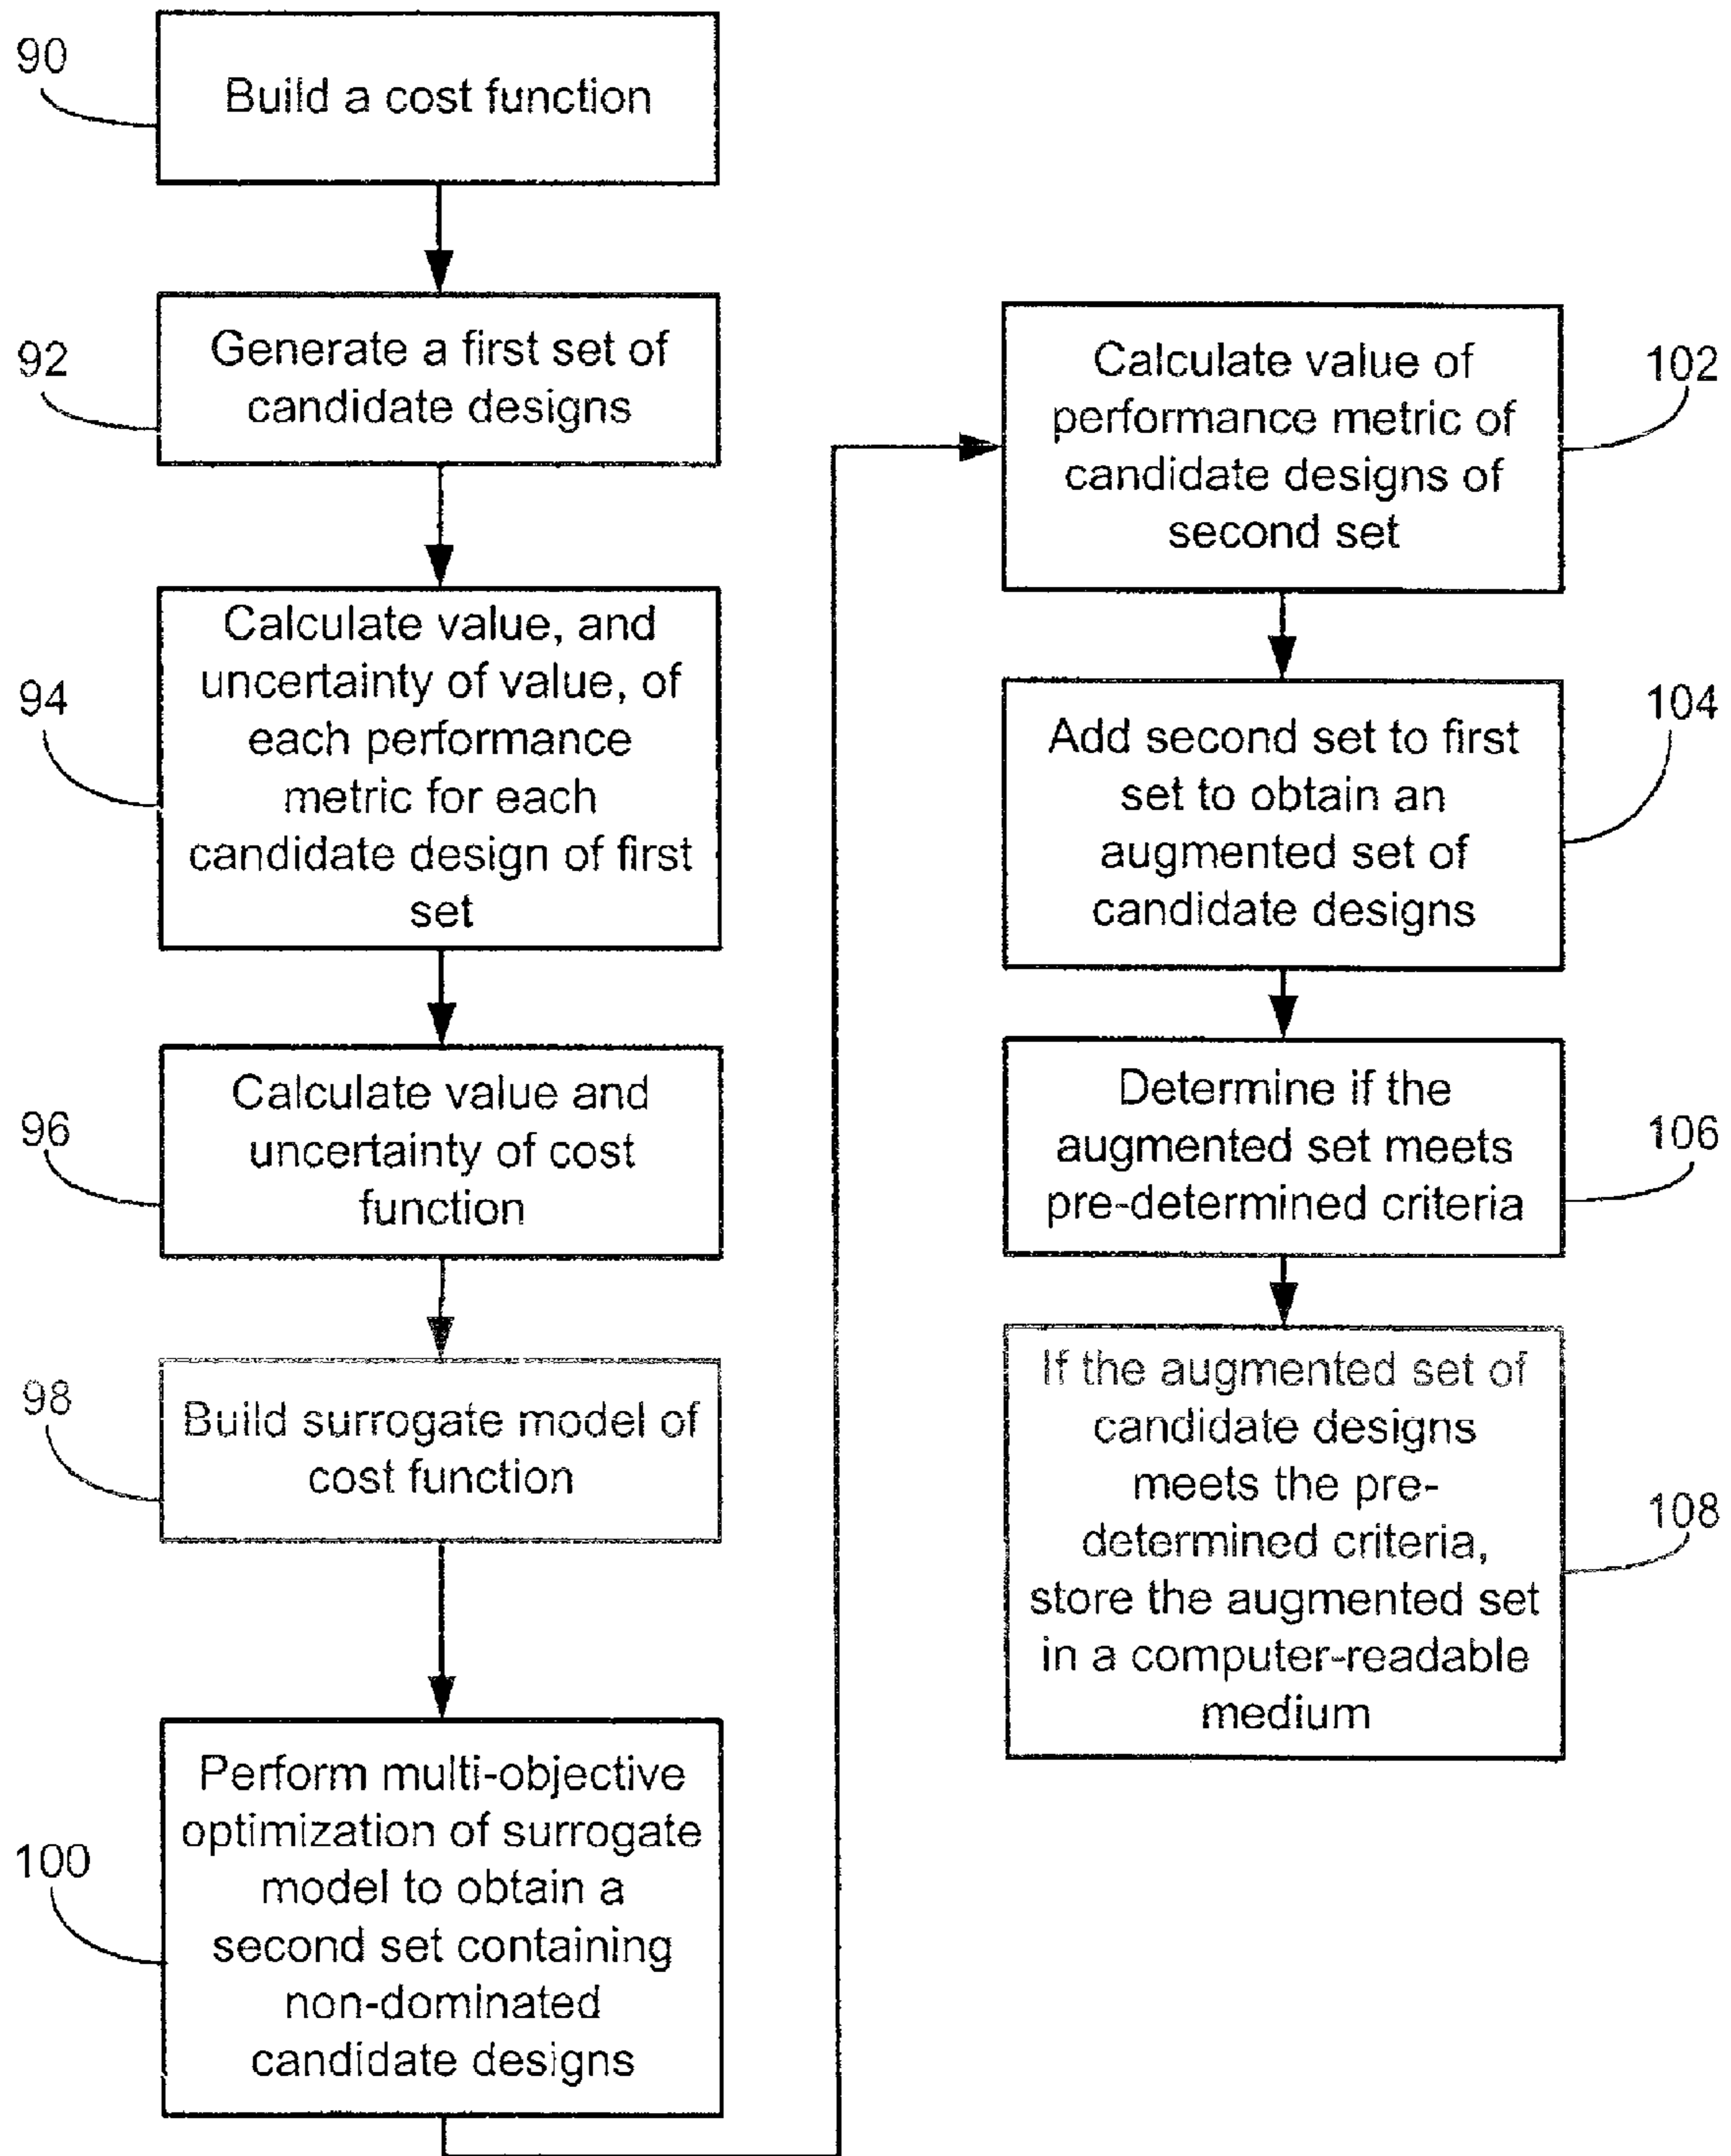 90
Build a cost function
92
Generate a first set of
candidate designs
94
Calculate value, and
uncertainty of value, of
each performance
metric for each
candidate design of first
set
96
Calculate value and
uncertainty of cost
function
98
Build surrogate model of
cost function
100
Perform multi-objective
optimization of surrogate
model to obtain a
second set containing
non-dominated
candidate designs
102
Calculate value of
performance metric of
candidate designs of
second set
104
Add second set to first
set to obtain an
augmented set of
candidate designs
106
Determine if the
augmented set meets
pre-determined criteria
108
If the augmented set of
candidate designs
meets the pre-
determined criteria,
store the augmented set
in a computer-readable
medium